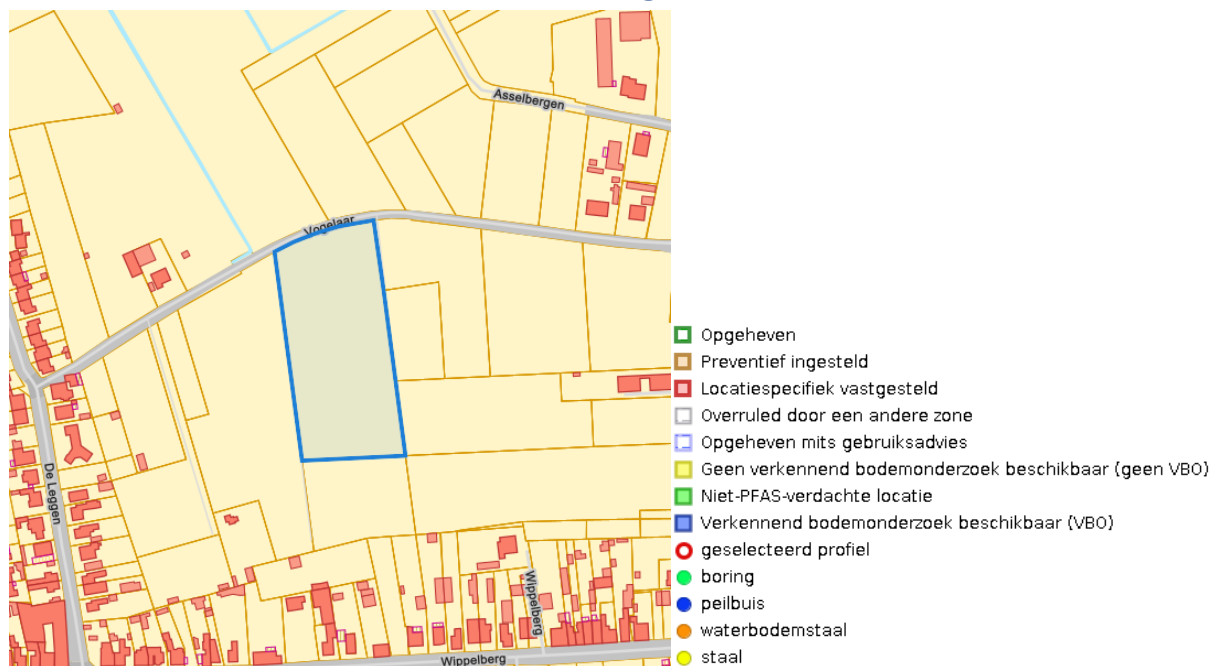 Asselbergen
Vogelaar
De Leggen
Wippelberg
Wippelberg
Opgeheven
Preventief ingesteld
Locatiespecifiek vastgesteld
Overruled door een andere zone
Opgeheven mits gebruiksadvies
Geen verkennend bodemonderzoek beschikbaar (geen VBO)
Niet-PFAS-verdachte locatie
Verkennend bodemonderzoek beschikbaar (VBO)
geselecteerd profiel
boring
peilbuis
waterbodemstaal
staal